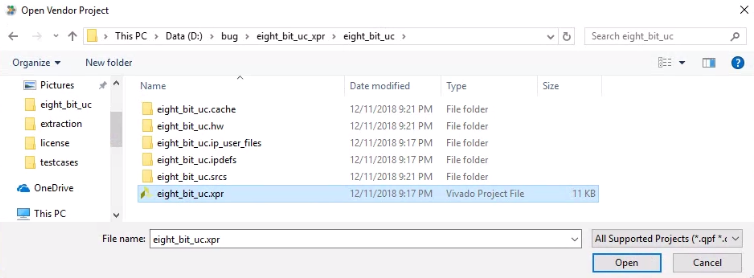 Open Vendor Project
This PC > Data (D:) > bug > eight_bit_uc_xpr > eight_bit_uc >
Search eight_bit_uc
Organize New folder
Name Date modified Type Size
Pictures
eight_bit_uc
extraction
license
testcases
OneDrive
This PC
eight_bit_uc.cache 12/11/2018 9:21 PM File folder
eight_bit_uc.hw 12/11/2018 9:21 PM File folder
eight_bit_uc.ip_user_files 12/11/2018 9:17 PM File folder
eight_bit_uc.ipdefs 12/11/2018 9:17 PM File folder
eight_bit_uc.srcs 12/11/2018 9:21 PM File folder
eight_bit_uc.xpr 12/11/2018 9:17 PM Vivado Project File 11 KB
File name: eight_bit_uc.xpr All Supported Projects (*.qpf *.c
Open Cancel